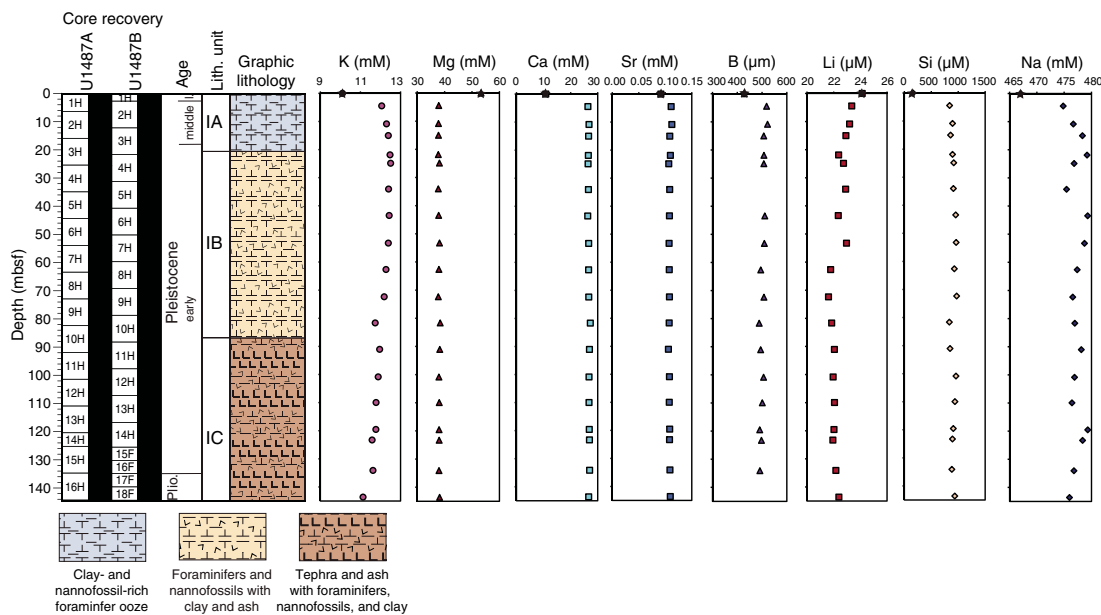 Core recovery
U1487A
U1487B
Age
Lith. unit
Graphic
lithology
K (mM)
Mg (mM)
Ca (mM)
Sr (mM)
B (µm)
Li (µM)
Si (µM)
Na (mM)
9 11 13
30 40 50 60
0 10 20 30
0.00 0.05 0.10 0.15
300 400 500 600
20 22 24 26
0 500 1000 1500
465 470 475 480
Depth (mbsf)
0
10
20
30
40
50
60
70
80
90
100
110
120
130
140
1H
2H
3H
4H
5H
6H
7H
8H
9H
10H
11H
12H
13H
14H
15H
16H
1H
2H
3H
4H
5H
6H
7H
8H
9H
10H
11H
12H
13H
14H
15F
16F
17F
18F
l.
middle
Pleistocene
early
Plio.
IA
IB
IC
Clay- and
nannofossil-rich
foraminfer ooze
Foraminifers and
nannofossils with
clay and ash
Tephra and ash
with foraminifers,
nannofossils, and clay